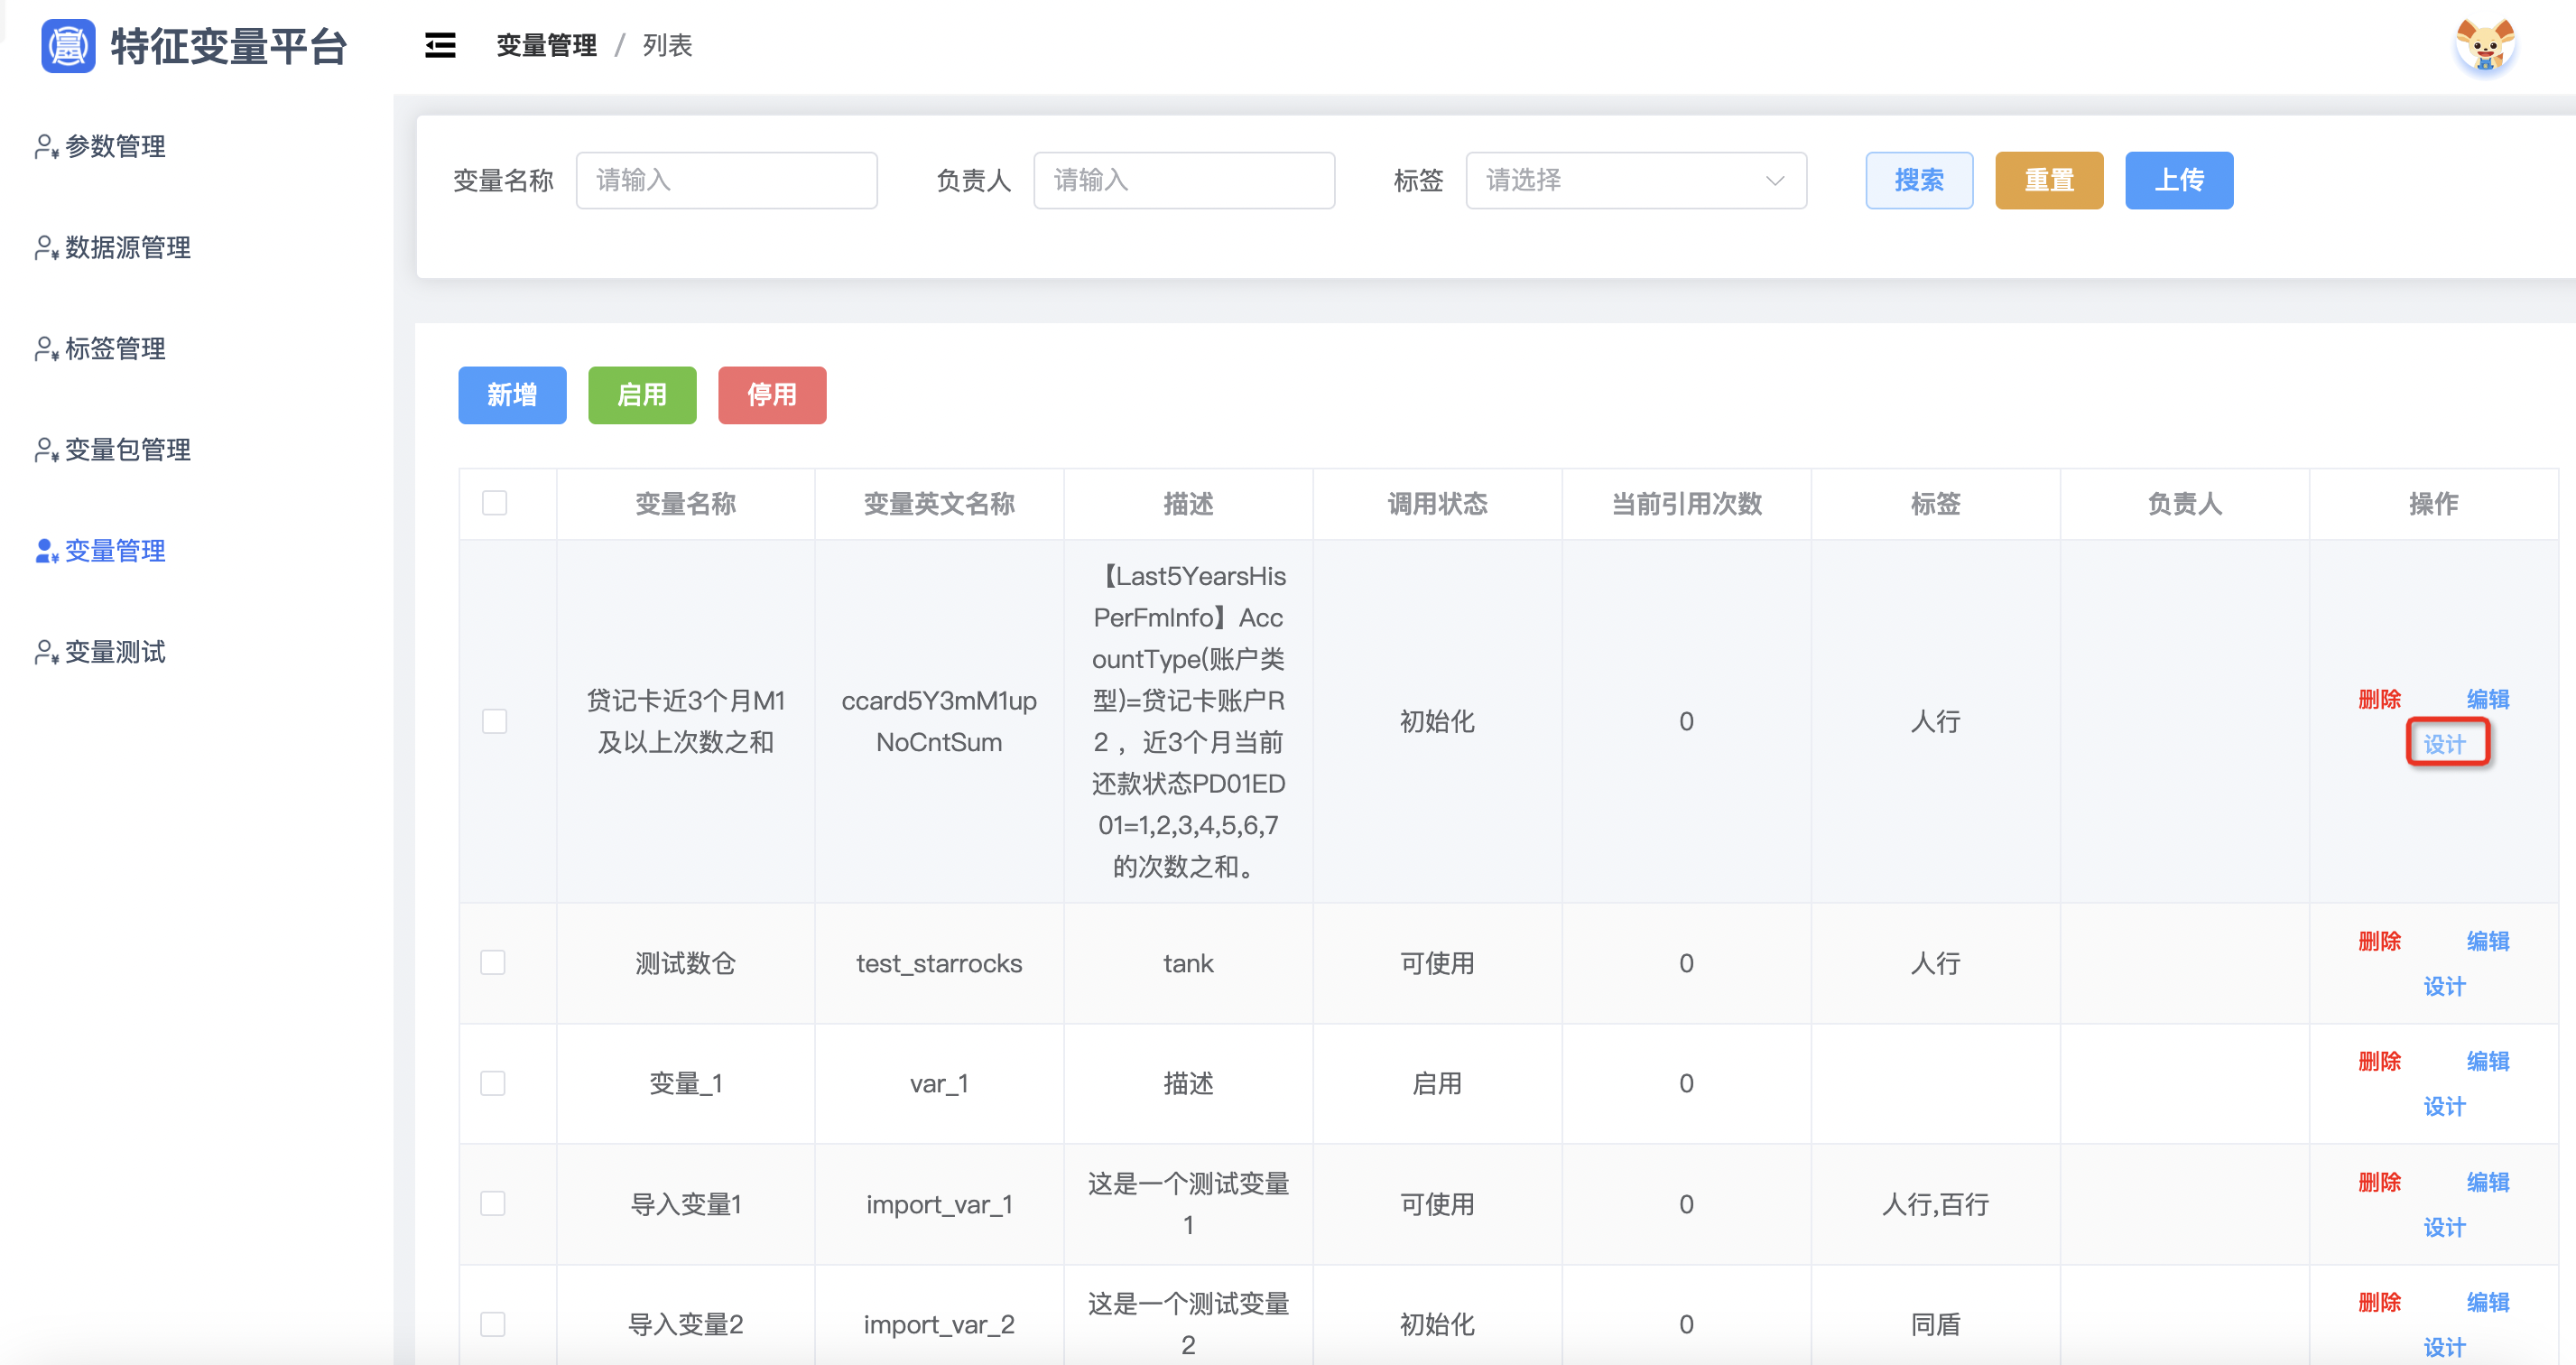 特征变量平台
变量管理 / 列表
参数管理
数据源管理
标签管理
变量包管理
变量管理
变量测试
变量名称 请输入 负责人 请输入 标签 请选择 搜索 重置 上传
新增 启用 停用
变量名称 变量英文名称 描述 调用状态 当前引用次数 标签 负责人 操作
贷记卡近3个月M1
及以上次数之和
ccard5Y3mM1up
NoCntSum
【Last5YearsHis
PerFmInfo】Acc
ountType(账户类
型)=贷记卡账户R
2 ，近3个月当前
还款状态PD01ED
01=1,2,3,4,5,6,7
的次数之和。
初始化
0
人行
删除 编辑
设计
测试数仓 test_starrocks tank 可使用 0 人行
删除 编辑
设计
变量_1 var_1 描述 启用 0
删除 编辑
设计
导入变量1 import_var_1
这是一个测试变量
1
可使用 0 人行,百行
删除 编辑
设计
导入变量2 import_var_2
这是一个测试变量
2
初始化 0 同盾
删除 编辑
设计